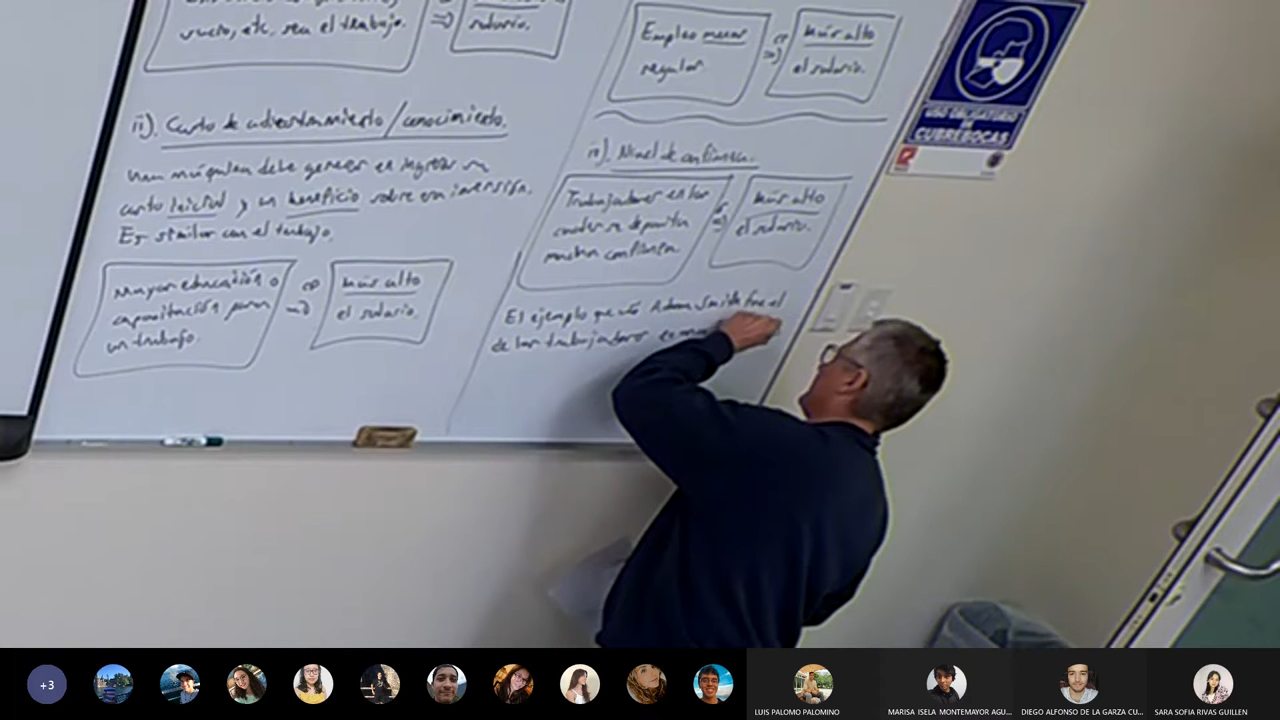 sucio, etc, sea el trabajo.
⇒
salario.
ii). Costo de adiestramiento / conocimiento.
Una máquina debe generar en ingreso su
costo inicial y un beneficio sobre esa inversión.
Es similar con el trabajo.
Mayor educación o
capacitación para
un trabajo.
⇒
más alto
el salario.
Empleo menos
regular.
⇒
más alto
el salario.
iv). Nivel de confianza.
Trabajadores en los
cuales se deposita
mucha confianza
⇒
más alto
el salario.
El ejemplo que usó Adam Smith fue el
de los trabajadores
USO OBLIGATORIO
DE
CUBREBOCAS
+3
LUIS PALOMO PALOMINO
MARISA ISELA MONTEMAYOR AGU...
DIEGO ALFONSO DE LA GARZA CU...
SARA SOFIA RIVAS GUILLEN